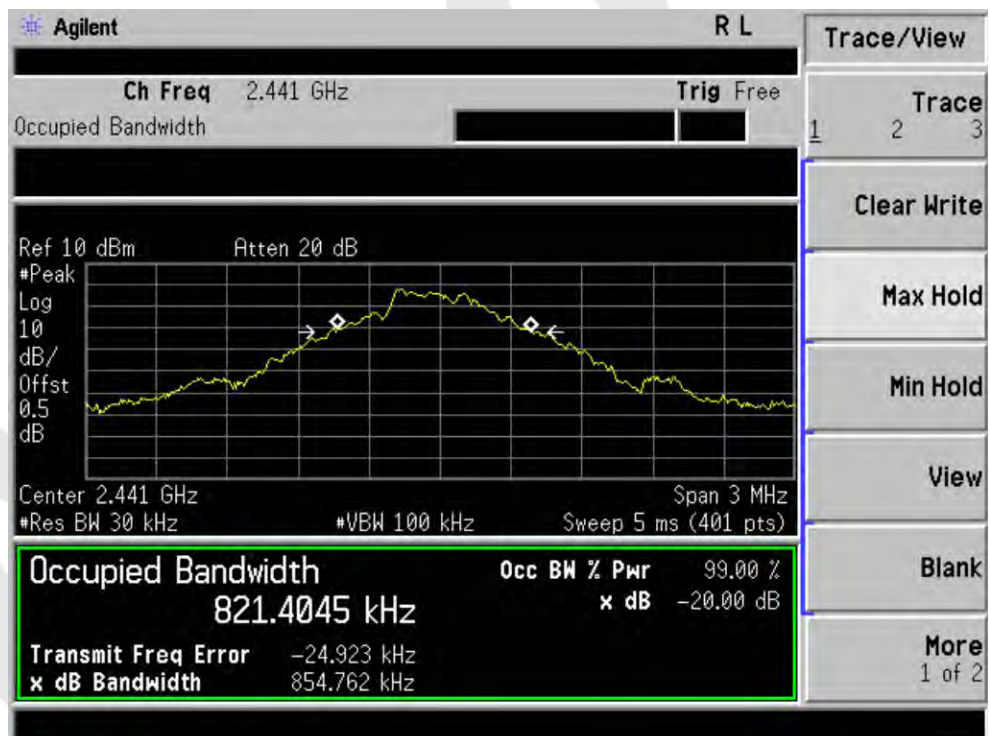 Agilent R L
Trace/View
Ch Freq 2.441 GHz Trig Free
Occupied Bandwidth
Trace
1 2 3
Clear Write
Max Hold
Min Hold
View
Blank
More
1 of 2
Ref 10 dBm Atten 20 dB
#Peak
Log
10
dB/
Offst
0.5
dB
Center 2.441 GHz Span 3 MHz
#Res BW 30 kHz #VBW 100 kHz Sweep 5 ms (401 pts)
Occupied Bandwidth Occ BW % Pwr 99.00 %
821.4045 kHz x dB -20.00 dB
Transmit Freq Error -24.923 kHz
x dB Bandwidth 854.762 kHz